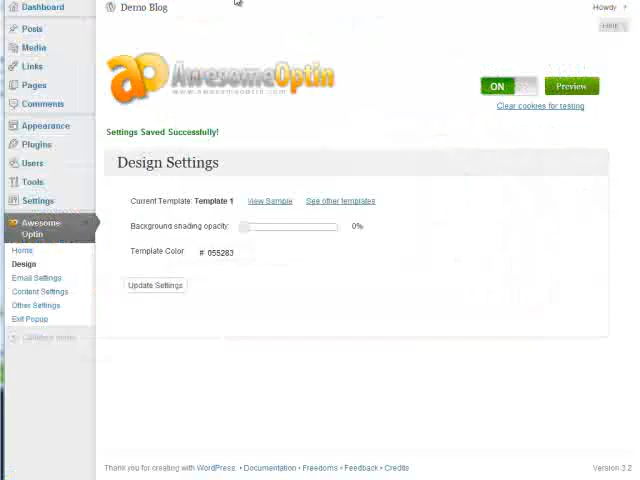 Dashboard
Demo Blog
Howdy
Posts
Help
Media
Links
Pages
Comments
AwesomeOptin
www.awesomeoptin.com
ON
Preview
Clear cookies for testing
Appearance
Plugins
Users
Tools
Settings
Awesome
Optin
Home
Design
Email Settings
Content Settings
Other Settings
Exit Popup
Collapse menu
Settings Saved Successfully!
Design Settings
Current Template: Template 1 View Sample See other templates
Background shading opacity: 0%
Template Color # 055283
Update Settings
Thank you for creating with WordPress. • Documentation • Freedoms • Feedback • Credits
Version 3.2